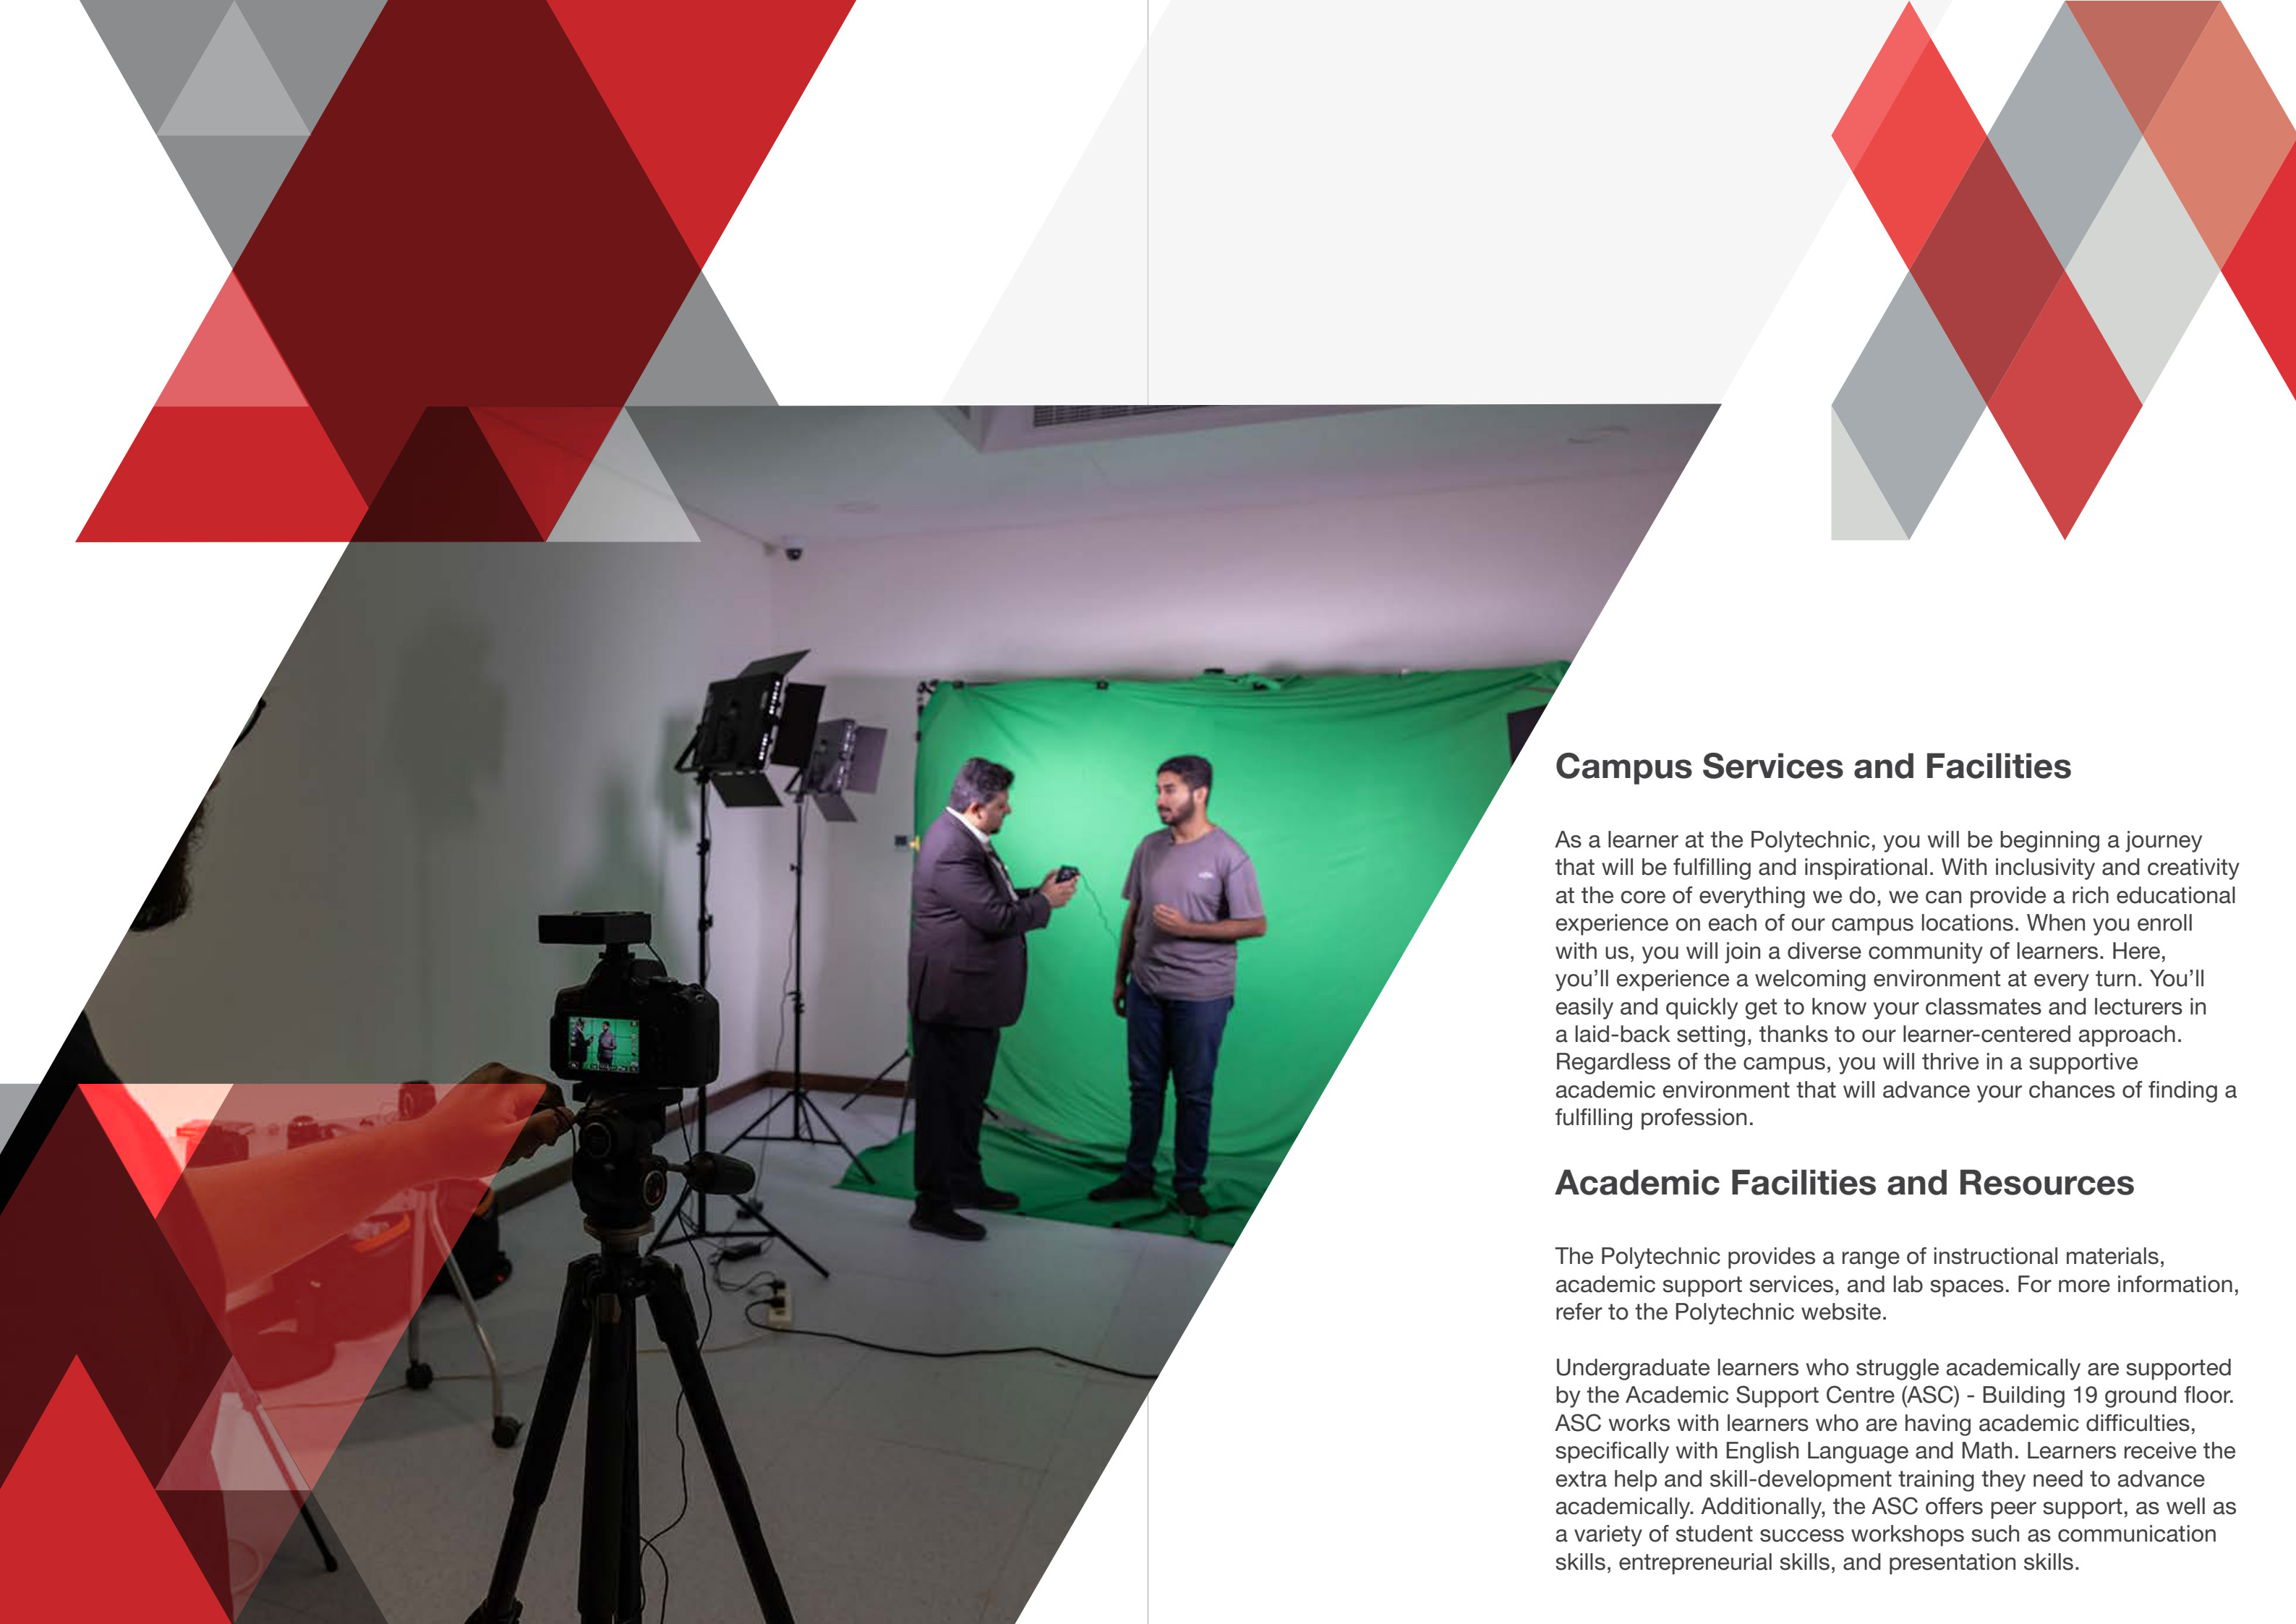 Campus Services and Facilities
As a learner at the Polytechnic, you will be beginning a journey
that will be fulfilling and inspirational. With inclusivity and creativity
at the core of everything we do, we can provide a rich educational
experience on each of our campus locations. When you enroll
with us, you will join a diverse community of learners. Here,
you’ll experience a welcoming environment at every turn. You’ll
easily and quickly get to know your classmates and lecturers in
a laid-back setting, thanks to our learner-centered approach.
Regardless of the campus, you will thrive in a supportive
academic environment that will advance your chances of finding a
fulfilling profession.
Academic Facilities and Resources
The Polytechnic provides a range of instructional materials,
academic support services, and lab spaces. For more information,
refer to the Polytechnic website.
Undergraduate learners who struggle academically are supported
by the Academic Support Centre (ASC) - Building 19 ground floor.
ASC works with learners who are having academic difficulties,
specifically with English Language and Math. Learners receive the
extra help and skill-development training they need to advance
academically. Additionally, the ASC offers peer support, as well as
a variety of student success workshops such as communication
skills, entrepreneurial skills, and presentation skills.